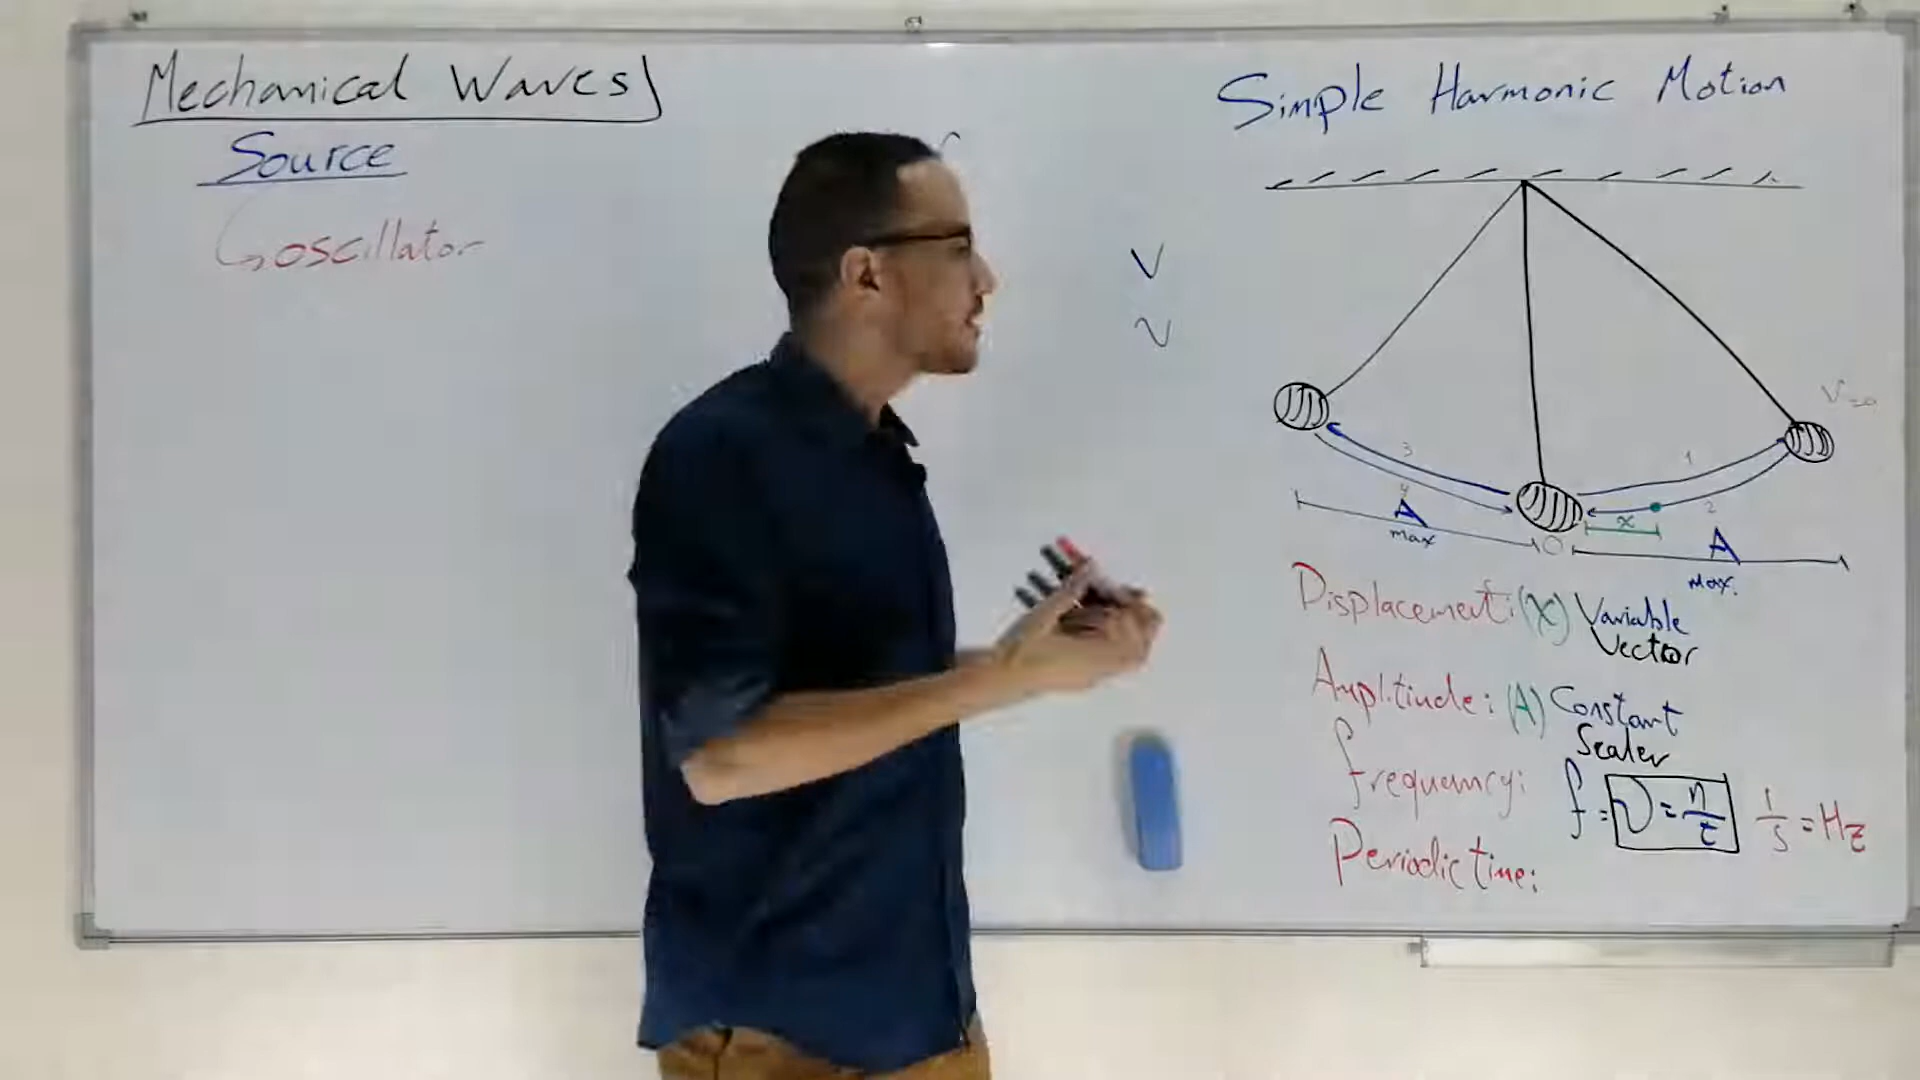 Mechanical Waves
Source
oscillator
V
ν
Simple Harmonic Motion
V=0
3
1
4
2
A
max
x
O
A
max.
Displacement: (X) Variable
Vector
Amplitude: (A) Constant
Scaler
frequency: f = ν = n/t 1/s = Hz
Periodic time: